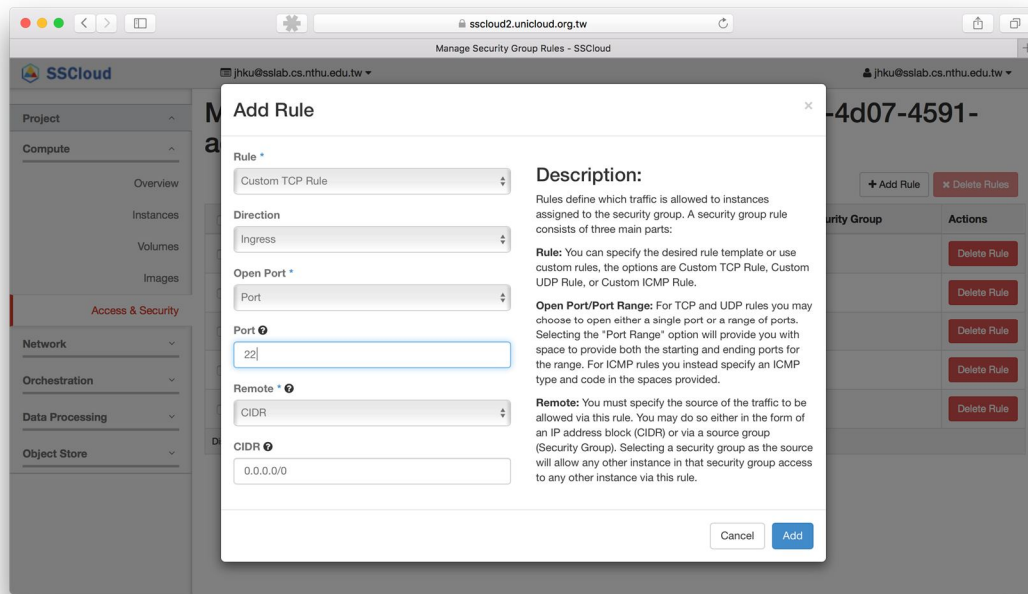 sscloud2.unicloud.org.tw
Manage Security Group Rules - SSCloud
SSCloud
jhku@sslab.cs.nthu.edu.tw
jhku@sslab.cs.nthu.edu.tw
Project
Compute
Overview
Instances
Volumes
Images
Access & Security
Network
Orchestration
Data Processing
Object Store
-4d07-4591-
+ Add Rule
× Delete Rules
Actions
Delete Rule
Delete Rule
Delete Rule
Delete Rule
Delete Rule
Add Rule
×
Rule *
Custom TCP Rule
Direction
Ingress
Open Port *
Port
Port
22
Remote *
CIDR
CIDR
0.0.0.0/0
Description:
Rules define which traffic is allowed to instances
assigned to the security group. A security group rule
consists of three main parts:
Rule: You can specify the desired rule template or use
custom rules, the options are Custom TCP Rule, Custom
UDP Rule, or Custom ICMP Rule.
Open Port/Port Range: For TCP and UDP rules you may
choose to open either a single port or a range of ports.
Selecting the "Port Range" option will provide you with
space to provide both the starting and ending ports for
the range. For ICMP rules you instead specify an ICMP
type and code in the spaces provided.
Remote: You must specify the source of the traffic to be
allowed via this rule. You may do so either in the form of
an IP address block (CIDR) or via a source group
(Security Group). Selecting a security group as the source
will allow any other instance in that security group access
to any other instance via this rule.
Cancel
Add